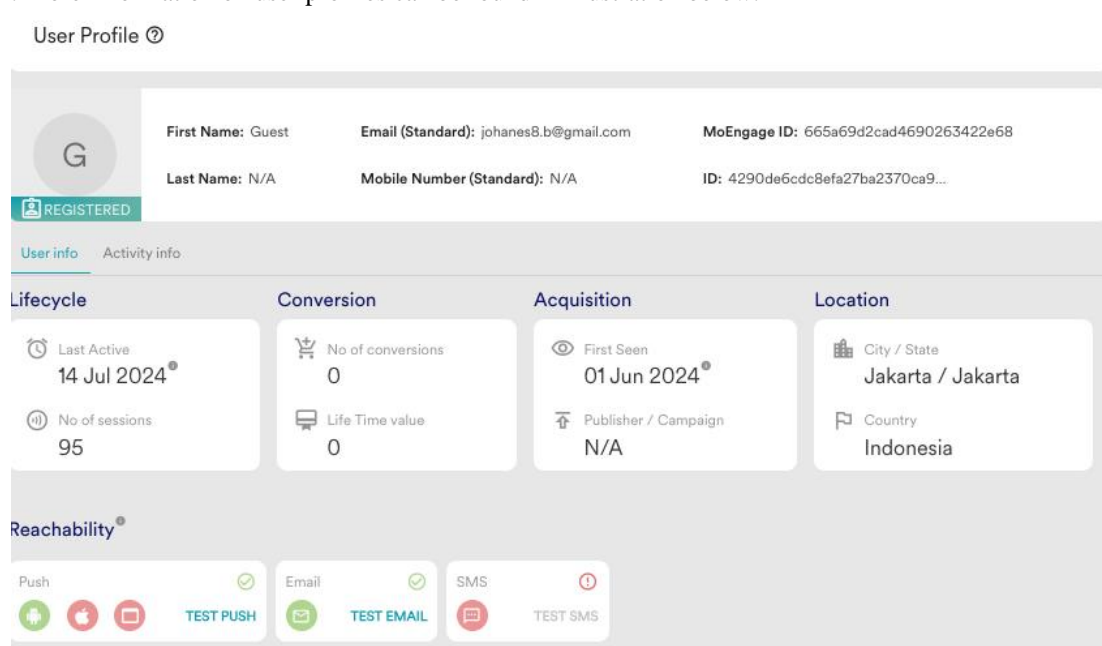 User Profile
G
REGISTERED
First Name: Guest
Email (Standard): johanes8.b@gmail.com
MoEngage ID: 665a69d2cad4690263422e68
Last Name: N/A
Mobile Number (Standard): N/A
ID: 4290de6cdc8efa27ba2370ca9...
User info Activity info
Lifecycle
Last Active
14 Jul 2024
No of sessions
95
Conversion
No of conversions
0
Life Time value
0
Acquisition
First Seen
01 Jun 2024
Publisher / Campaign
N/A
Location
City / State
Jakarta / Jakarta
Country
Indonesia
Reachability
Push
TEST PUSH
Email
TEST EMAIL
SMS
TEST SMS